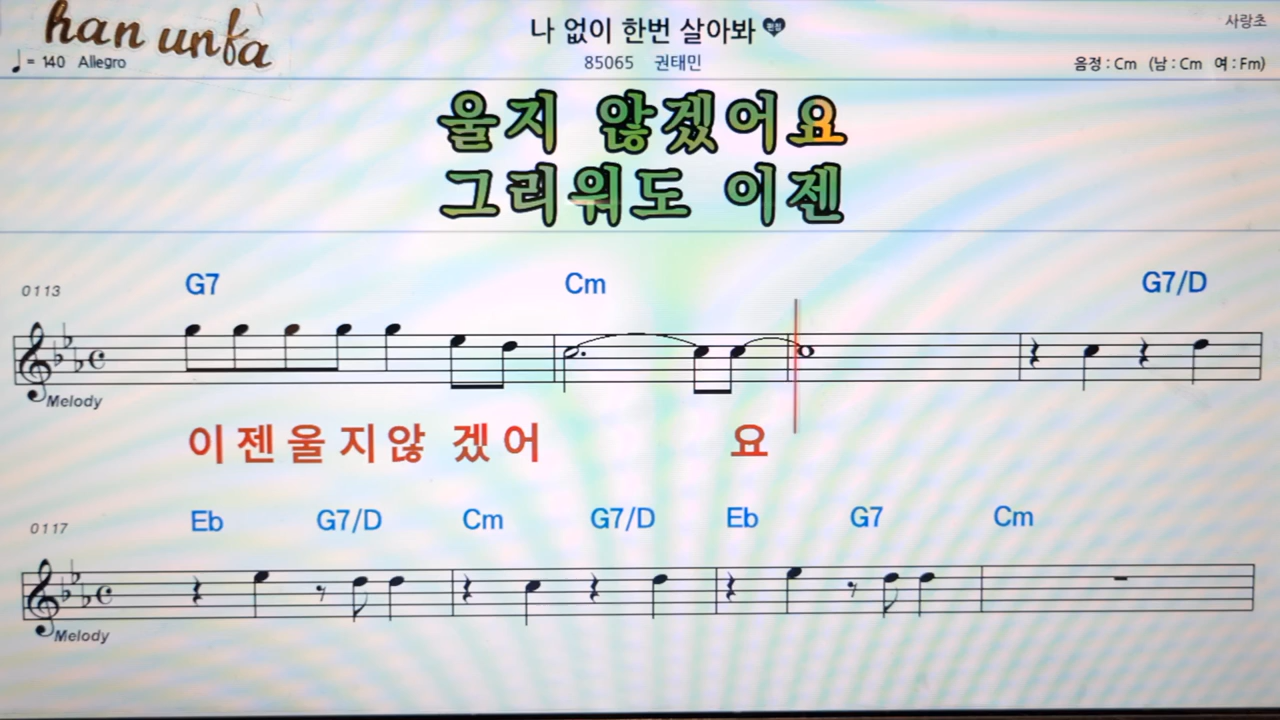 han unfa
나 없이 한번 살아봐
사랑초
♩ = 140 Allegro
85065 권태민
음정 : Cm (남 : Cm 여 : Fm)
울지 않겠어요
그리워도 이젠
0113
G7 Cm G7/D
Melody
이 젠 울 지 않 겠 어 요
0117
Eb G7/D Cm G7/D Eb G7 Cm
Melody